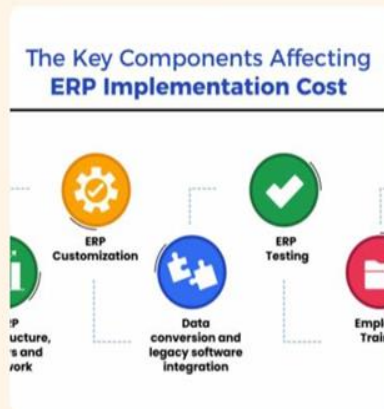 The Key Components Affecting
ERP Implementation Cost
ERP
Customization
ERP
Testing
Data
conversion and
legacy software
integration